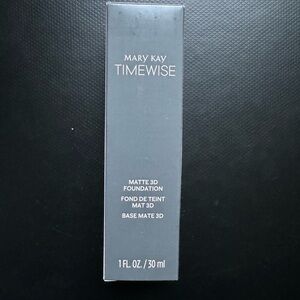 MARY KAY
TIMEWISE
MATTE 3D
FOUNDATION
FOND DE TEINT
MAT 3D
BASE MATE 3D
1 FL. OZ. / 30 ml